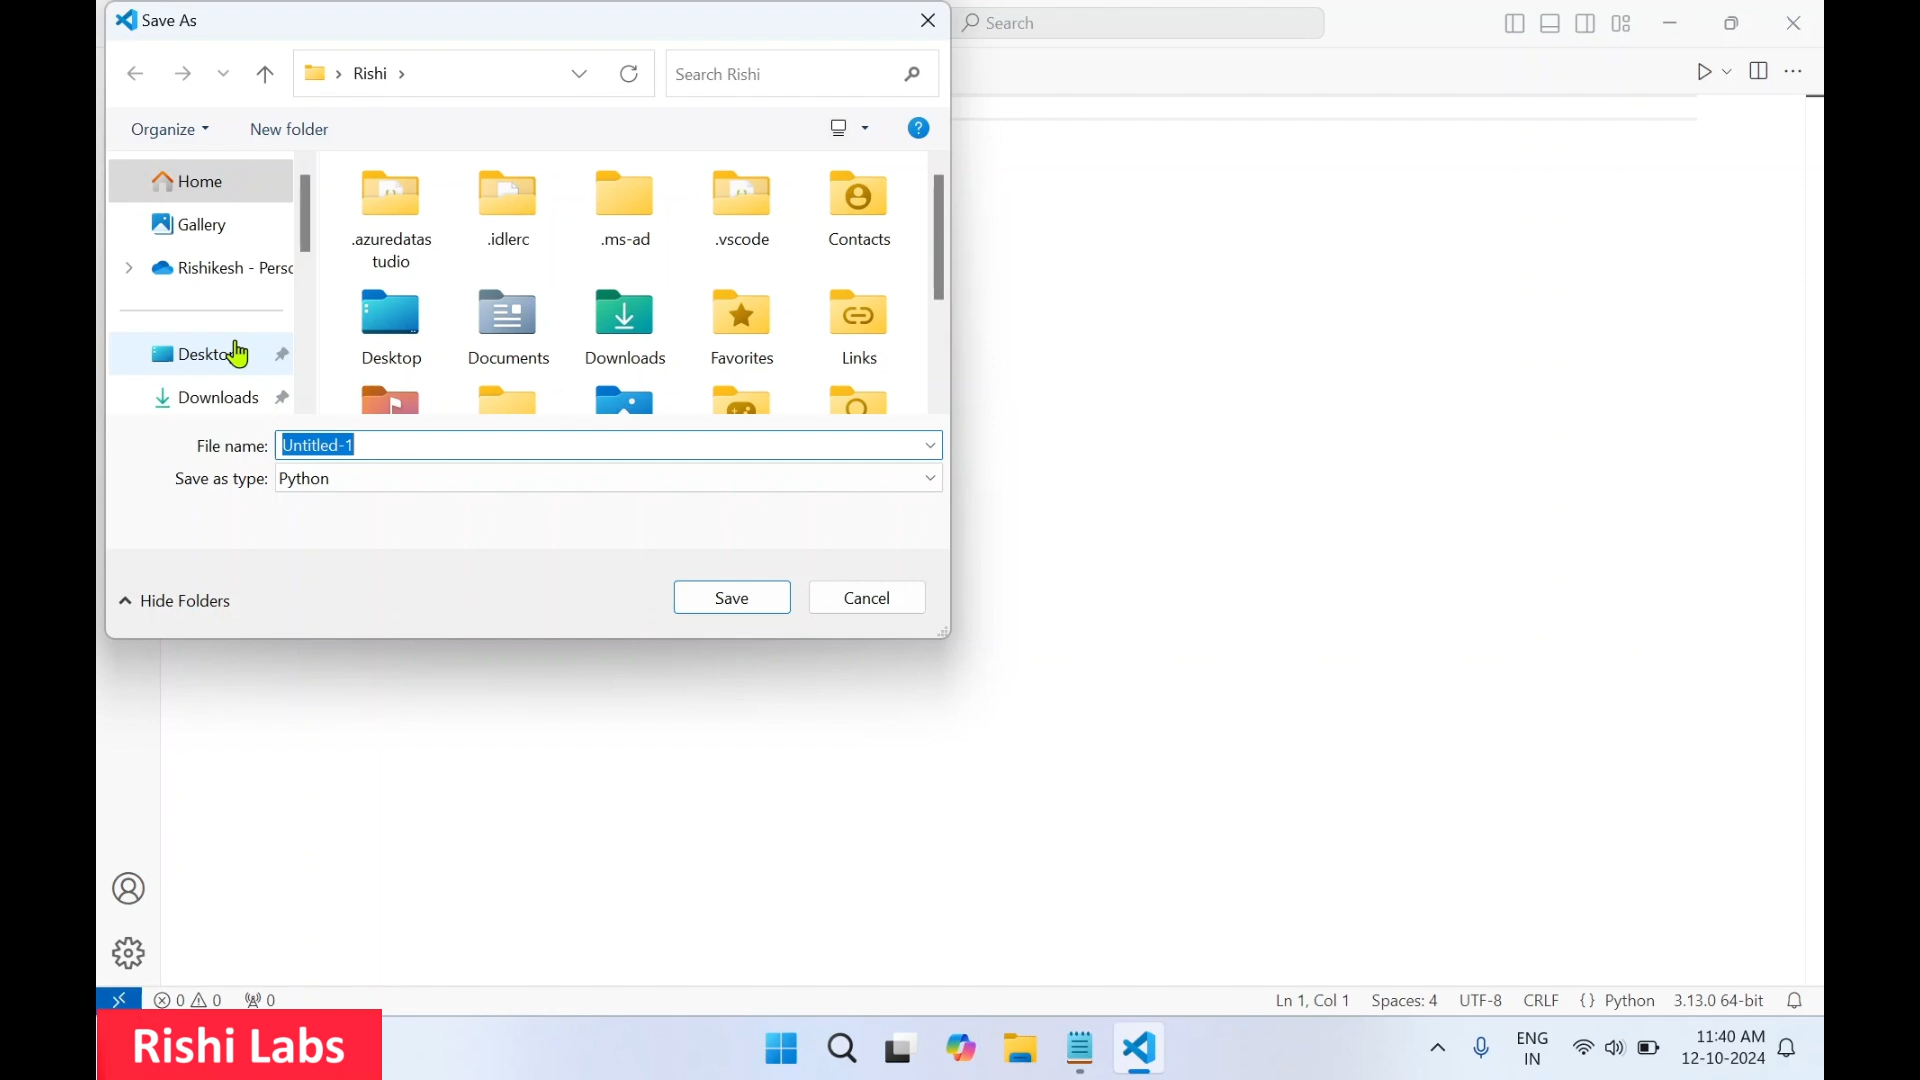 Save As
Search
Rishi
Search Rishi
Organize
New folder
Home
Gallery
Rishikesh - Perso
Desktop
Downloads
.azuredatas
tudio
.idlerc
.ms-ad
.vscode
Contacts
Desktop
Documents
Downloads
Favorites
Links
File name: Untitled-1
Save as type: Python
Hide Folders
Save
Cancel
0 0 0
Ln 1, Col 1
Spaces: 4
UTF-8
CRLF
{ } Python
3.13.0 64-bit
Rishi Labs
ENG
IN
11:40 AM
12-10-2024